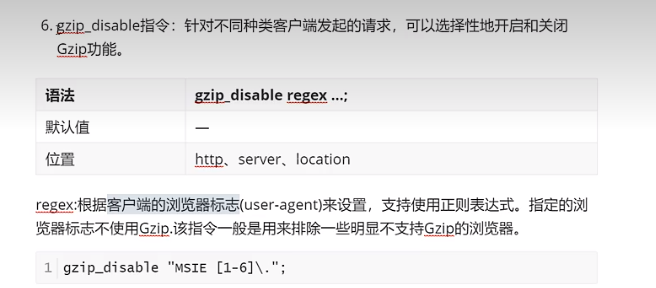 6. gzip_disable指令：针对不同种类客户端发起的请求，可以选择性地开启和关闭
Gzip功能。
语法 gzip_disable regex ...;
默认值 —
位置 http、server、location
regex:根据客户端的浏览器标志(user-agent)来设置，支持使用正则表达式。指定的浏
览器标志不使用Gzip.该指令一般是用来排除一些明显不支持Gzip的浏览器。
1 gzip_disable "MSIE [1-6]\.";